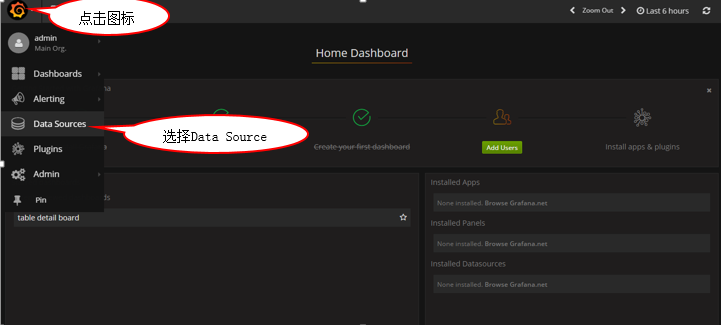 点击图标
Zoom Out
Last 6 hours
admin
Main Org.
Home Dashboard
Dashboards
Alerting
Data Sources
选择Data Source
Plugins
Admin
Pin
Create your first dashboard
Add Users
Install apps & plugins
table detail board
Installed Apps
None installed. Browse Grafana.net
Installed Panels
None installed. Browse Grafana.net
Installed Datasources
None installed. Browse Grafana.net